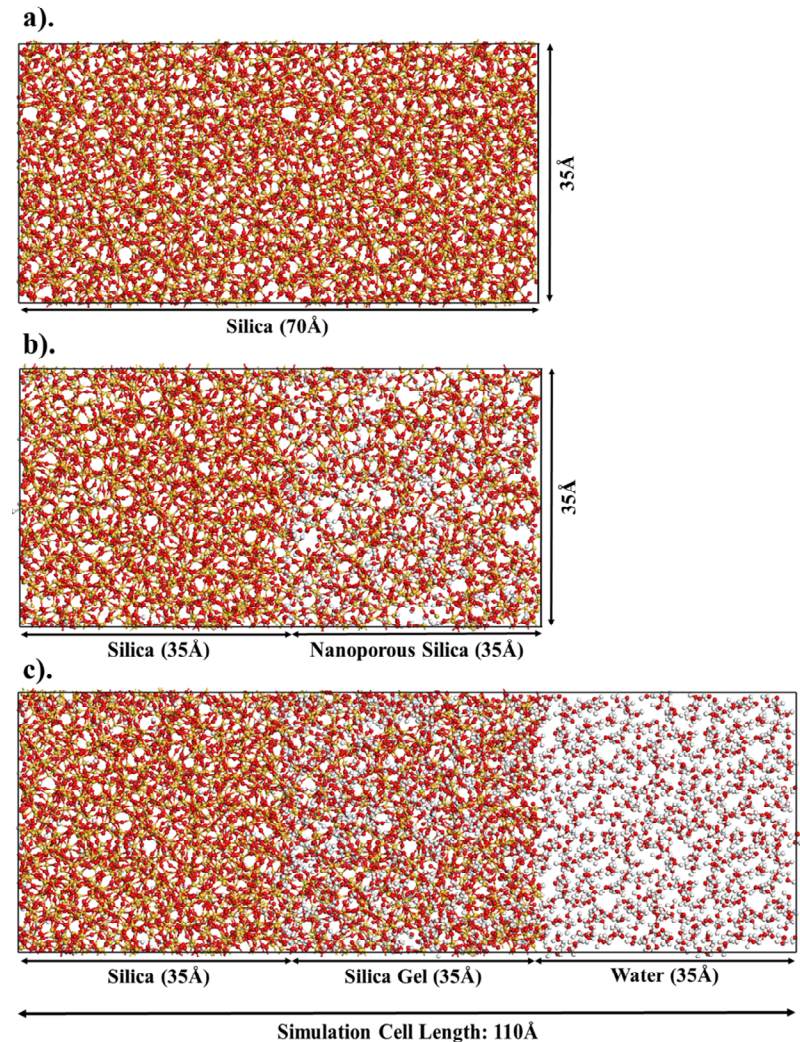 a).
35Å
Silica (70Å)
b).
35Å
Silica (35Å) Nanoporous Silica (35Å)
c).
Silica (35Å) Silica Gel (35Å) Water (35Å)
Simulation Cell Length: 110Å